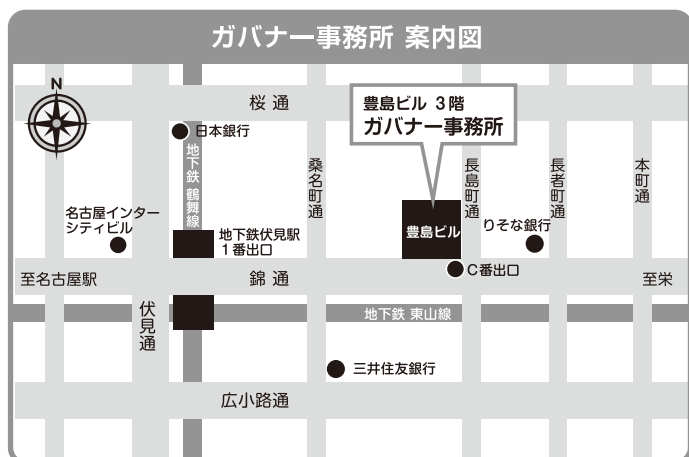 ガバナー事務所 案内図
N
桜 通
豊島ビル 3階
ガバナー事務所
日本銀行
地下鉄 鶴舞線
桑名町通
長島町通
長者町通
本町通
名古屋インター
シティビル
地下鉄伏見駅
1番出口
豊島ビル
りそな銀行
C番出口
至名古屋駅
錦 通
至栄
伏見通
地下鉄 東山線
三井住友銀行
広小路通